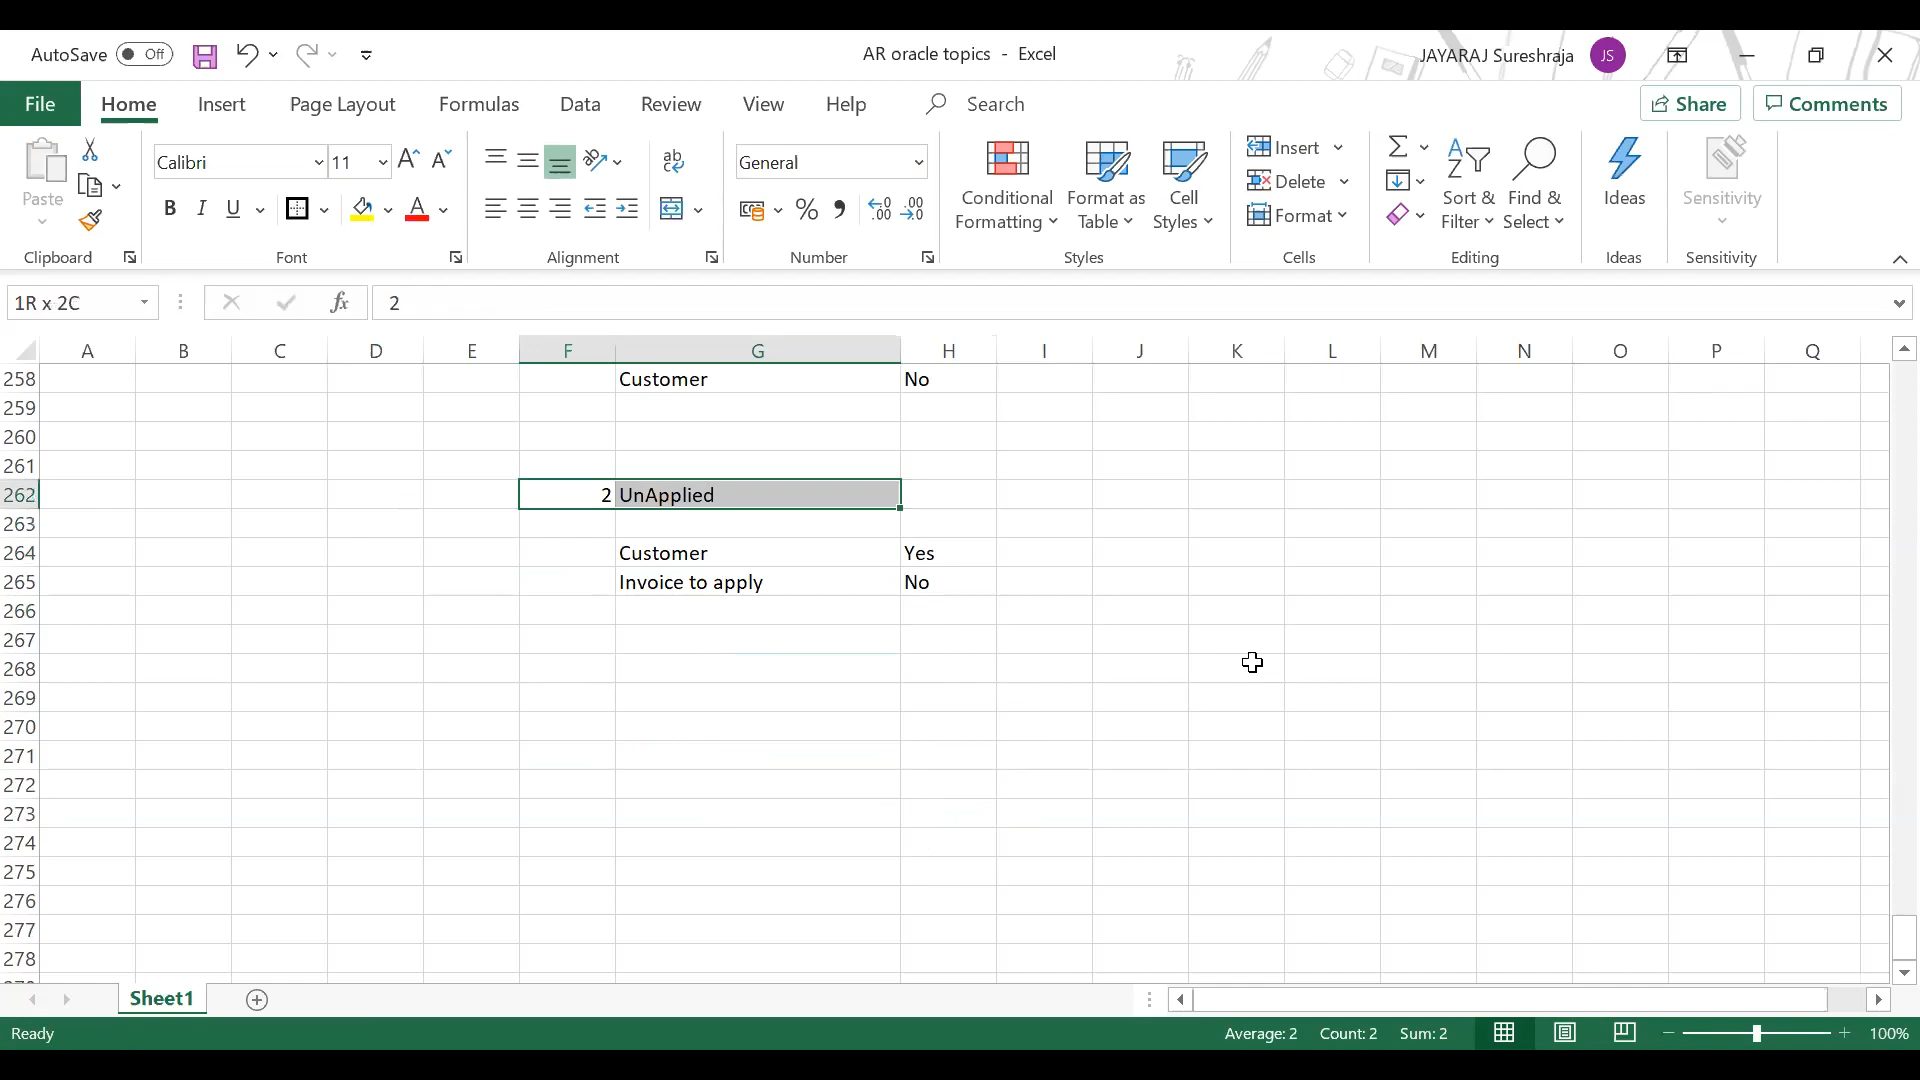 AutoSave Off AR oracle topics - Excel JAYARAJ Sureshraja JS
File Home Insert Page Layout Formulas Data Review View Help Search Share Comments
Paste Calibri 11 ab General Conditional Formatting Format as Table Cell Styles Insert Delete Format Sort & Filter Find & Select Ideas Sensitivity
B I U A % .00 .00
Clipboard Font Alignment Number Styles Cells Editing Ideas Sensitivity
1R x 2C fx 2
A B C D E F G H I J K L M N O P Q
258 Customer No
259
260
261
262 2 UnApplied
263
264 Customer Yes
265 Invoice to apply No
266
267
268
269
270
271
272
273
274
275
276
277
278
Sheet1
Ready Average: 2 Count: 2 Sum: 2 100%